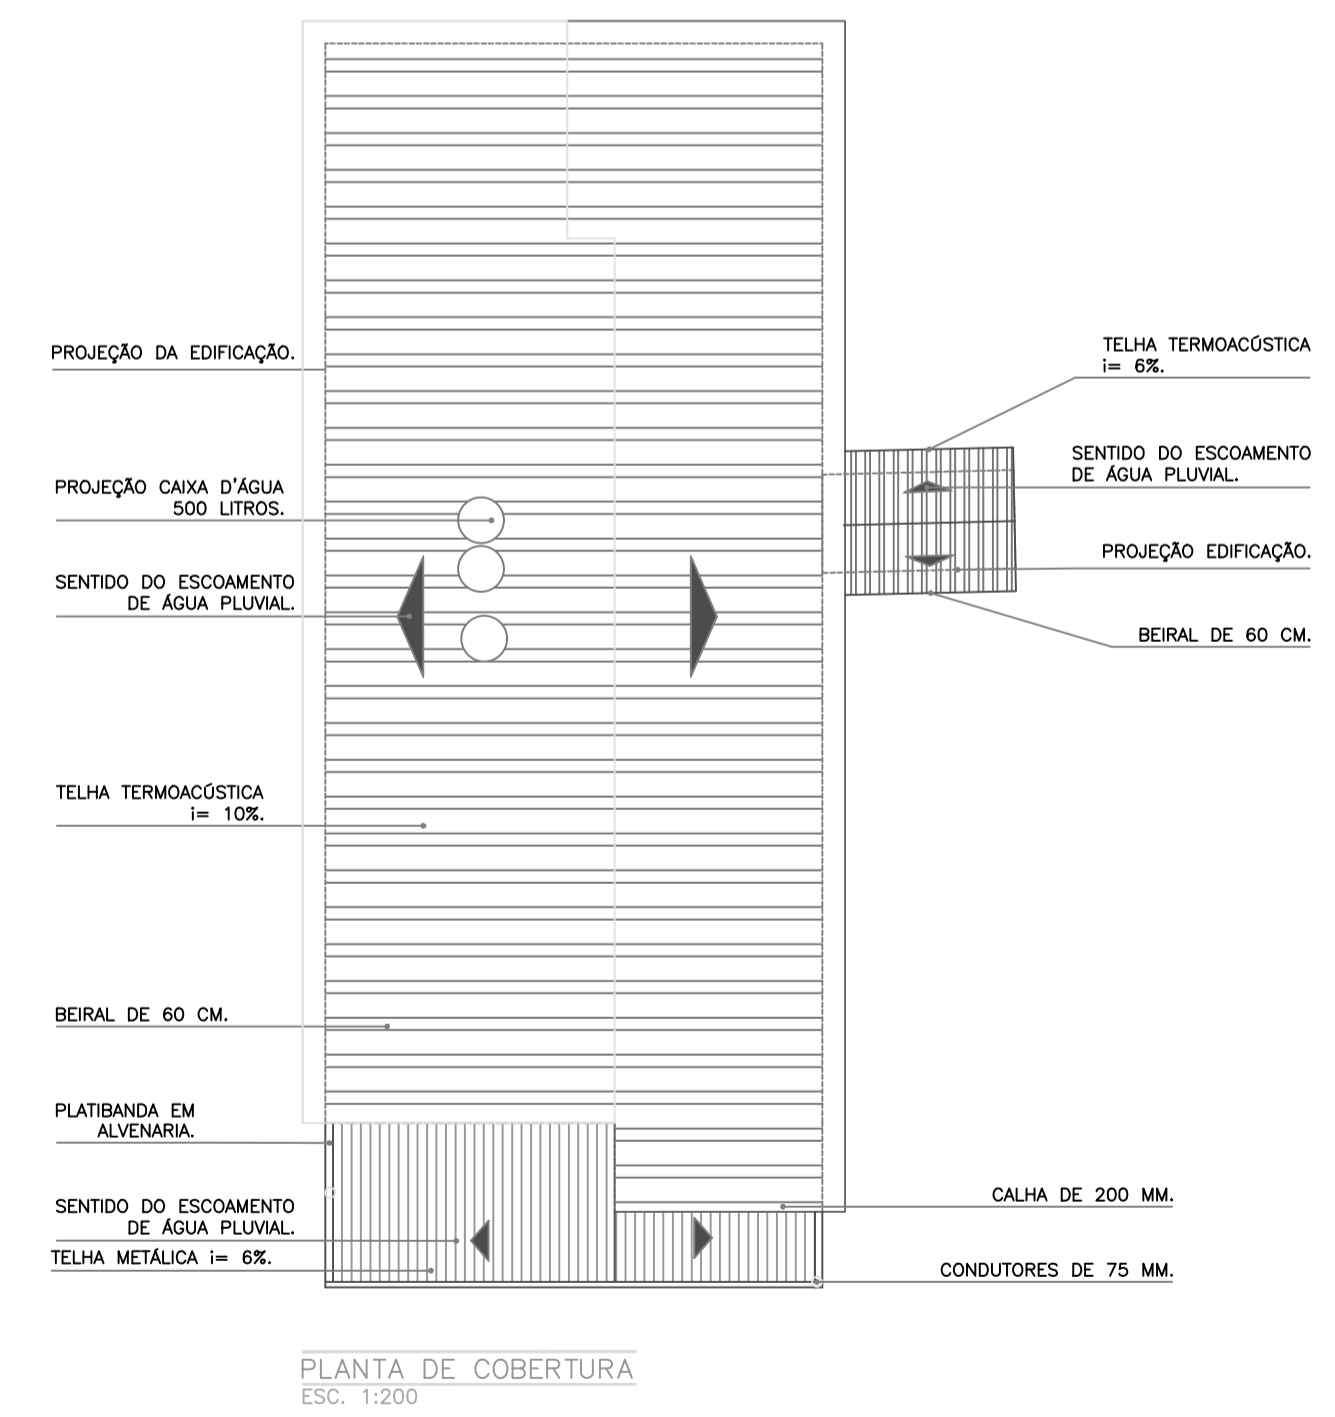 PROJEÇÃO DA EDIFICAÇÃO.
PROJEÇÃO CAIXA D'ÁGUA
500 LITROS.
SENTIDO DO ESCOAMENTO
DE ÁGUA PLUVIAL.
TELHA TERMOACÚSTICA
i= 10%.
BEIRAL DE 60 CM.
PLATIBANDA EM
ALVENARIA.
SENTIDO DO ESCOAMENTO
DE ÁGUA PLUVIAL.
TELHA METÁLICA i= 6%.
TELHA TERMOACÚSTICA
i= 6%.
SENTIDO DO ESCOAMENTO
DE ÁGUA PLUVIAL.
PROJEÇÃO EDIFICAÇÃO.
BEIRAL DE 60 CM.
CALHA DE 200 MM.
CONDUTORES DE 75 MM.
PLANTA DE COBERTURA
ESC. 1:200